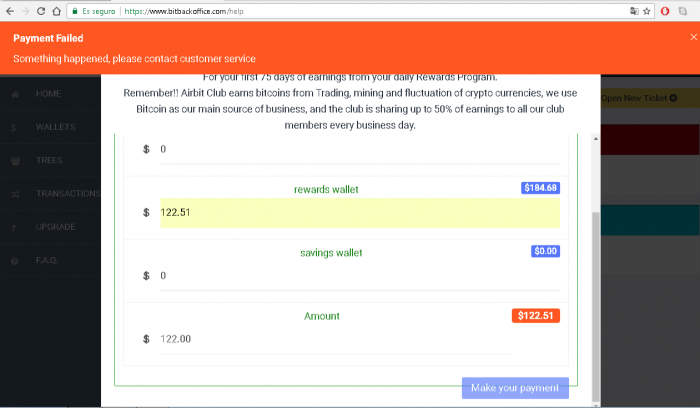 Es seguro | https://www.bitbackoffice.com/help
Payment Failed
Something happened, please contact customer service
For your first 75 days of earnings from your daily Rewards Program.
Remember!! Airbit Club earns bitcoins from Trading, mining and fluctuation of crypto currencies, we use
Bitcoin as our main source of business, and the club is sharing up to 50% of earnings to all our club
members every business day.
HOME
WALLETS
TREES
TRANSACTIONS
UPGRADE
F.A.Q.
Open New Ticket
$ 0
rewards wallet $184.68
$ 122.51
savings wallet $0.00
$ 0
Amount $122.51
$ 122.00
Make your payment